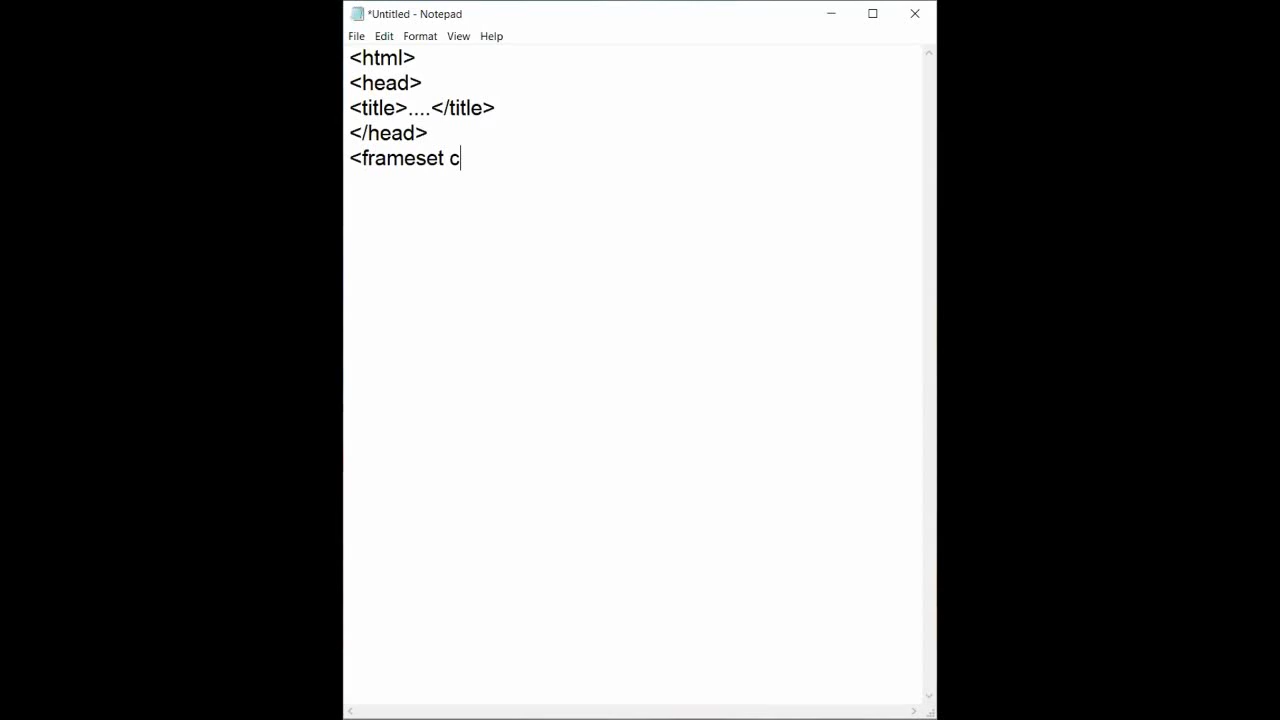 *Untitled - Notepad
File Edit Format View Help
<html>
<head>
<title>....</title>
</head>
<frameset c